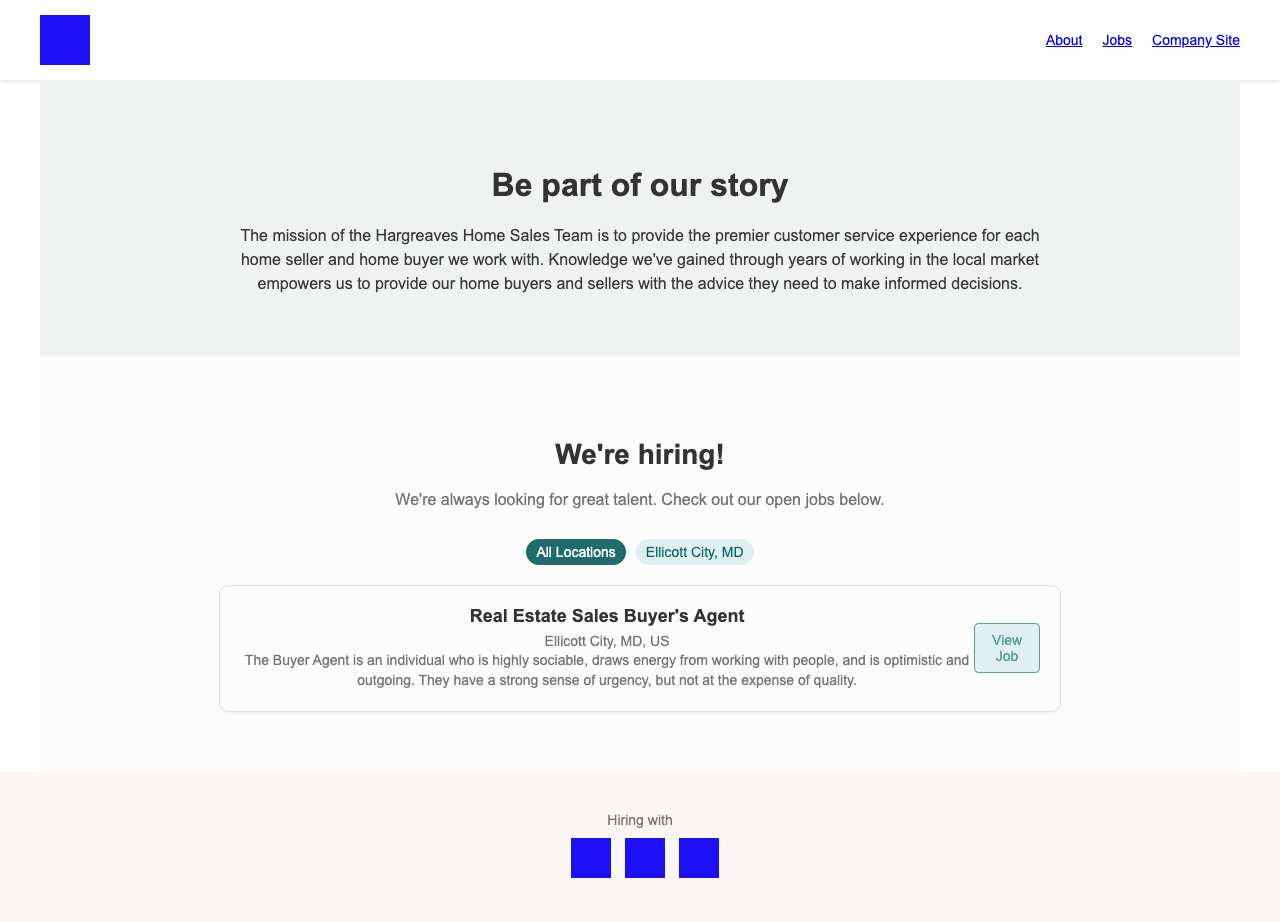 About Jobs Company Site
Be part of our story
The mission of the Hargreaves Home Sales Team is to provide the premier customer service experience for each
home seller and home buyer we work with. Knowledge we've gained through years of working in the local market
empowers us to provide our home buyers and sellers with the advice they need to make informed decisions.
We're hiring!
We're always looking for great talent. Check out our open jobs below.
All Locations Ellicott City, MD
Real Estate Sales Buyer's Agent
Ellicott City, MD, US
The Buyer Agent is an individual who is highly sociable, draws energy from working with people, and is optimistic and
outgoing. They have a strong sense of urgency, but not at the expense of quality.
View
Job
Hiring with